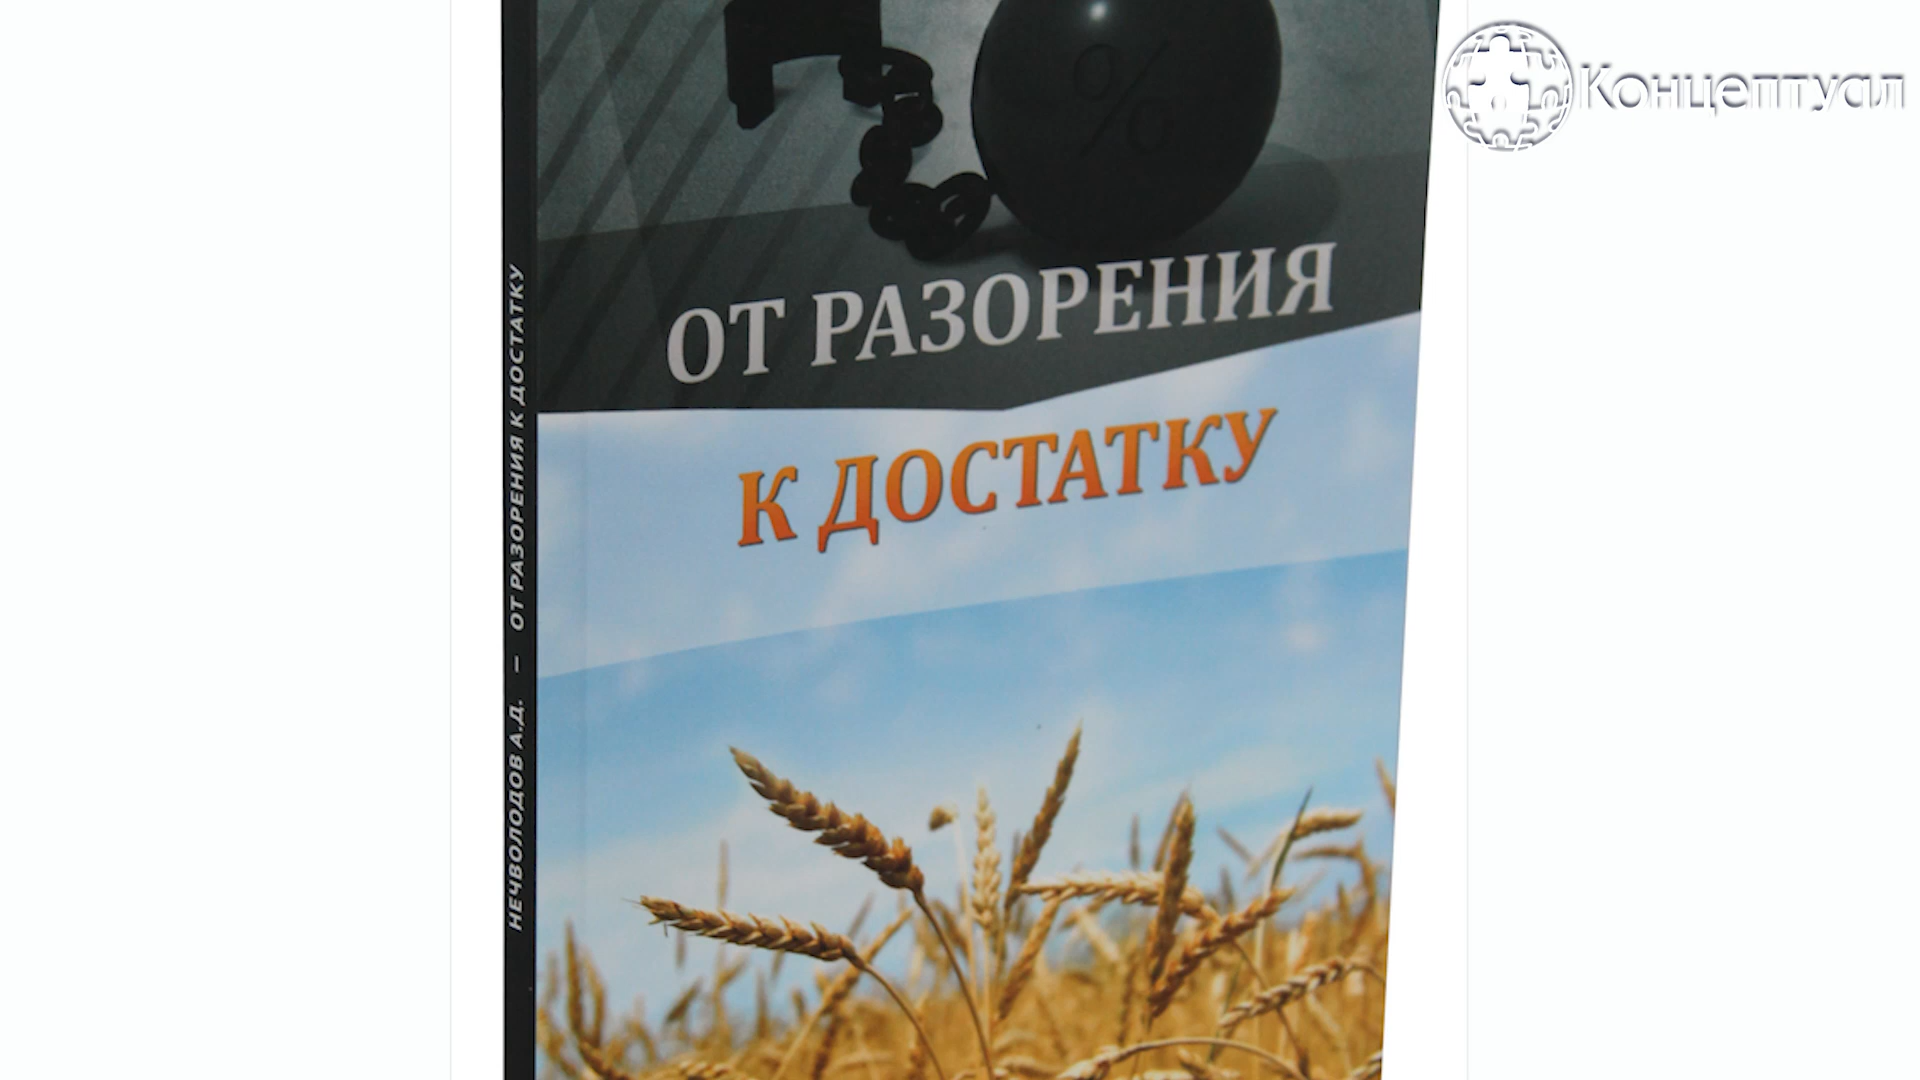 Концептуал
%
ОТ РАЗОРЕНИЯ
К ДОСТАТКУ
НЕЧВОЛОДОВ А.Д. – ОТ РАЗОРЕНИЯ К ДОСТАТКУ